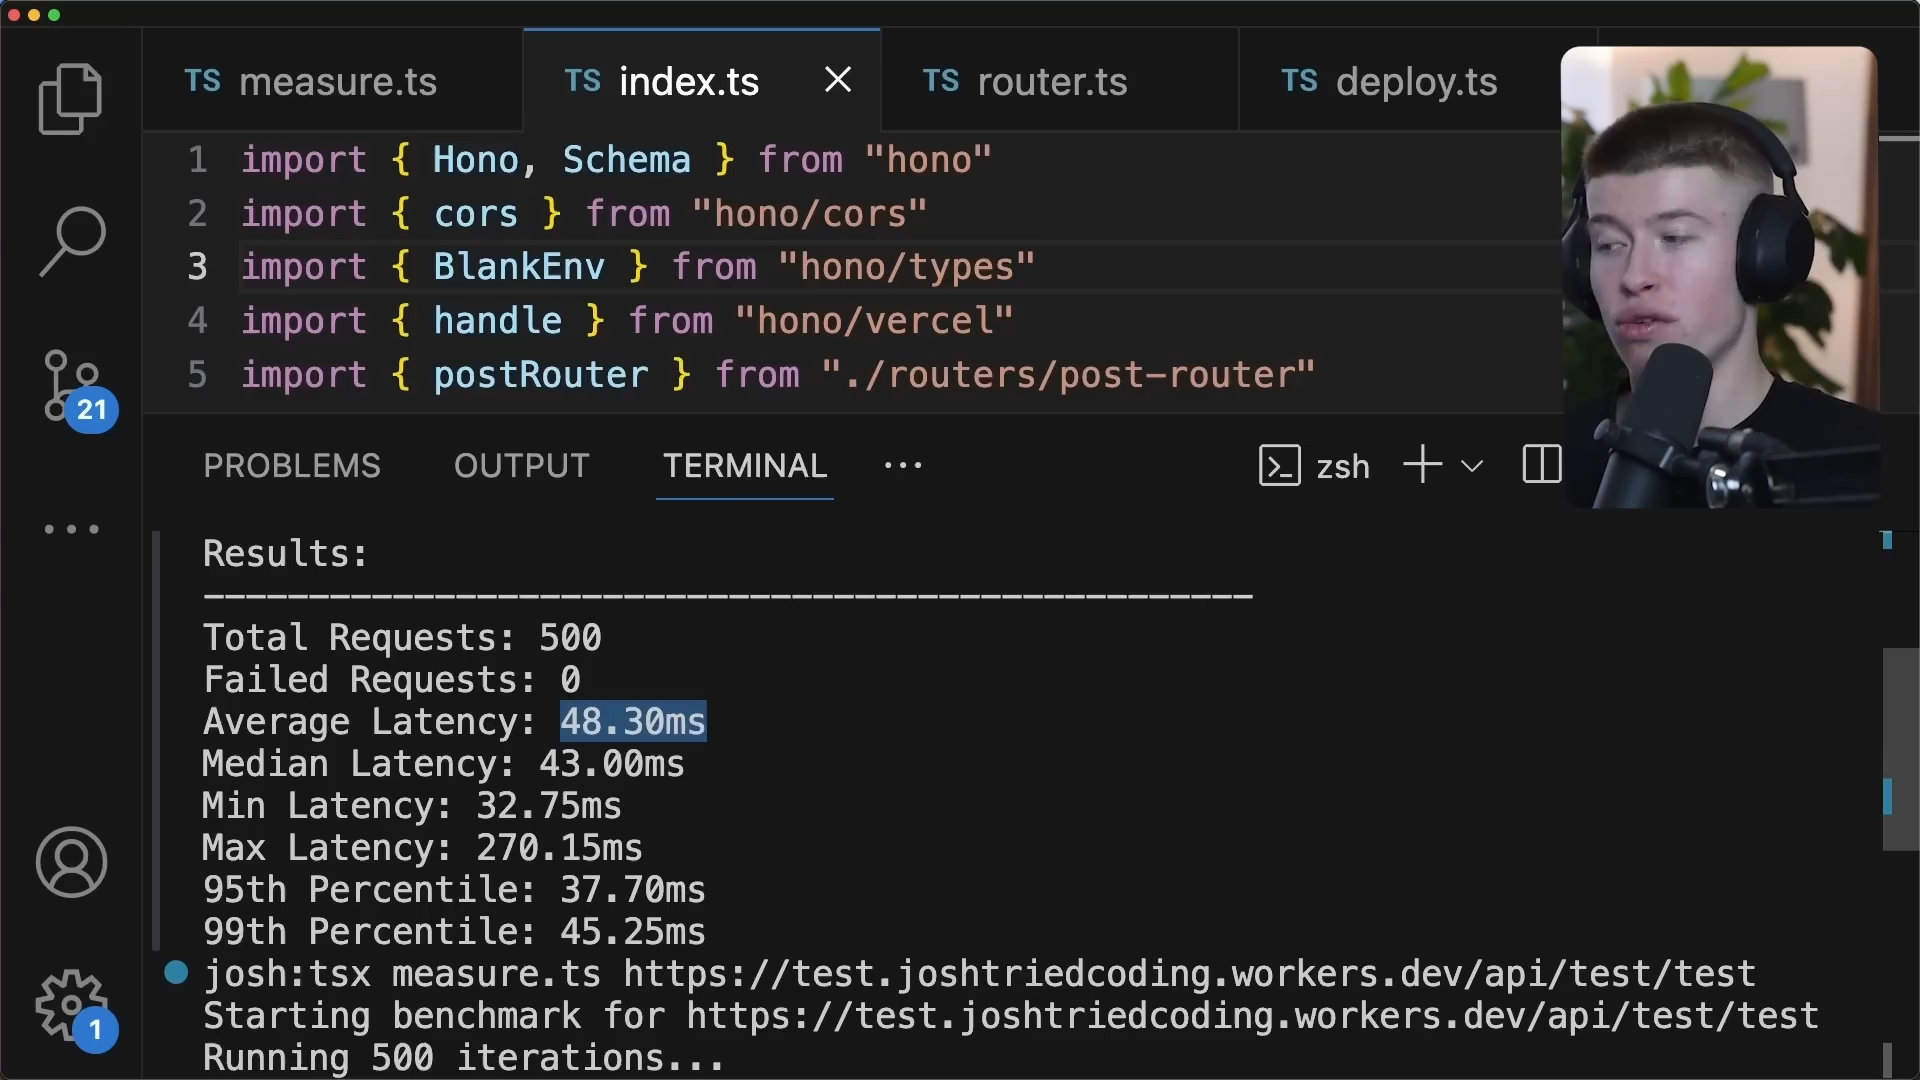 TS measure.ts
TS index.ts
TS router.ts
TS deploy.ts
1 import { Hono, Schema } from "hono"
2 import { cors } from "hono/cors"
3 import { BlankEnv } from "hono/types"
4 import { handle } from "hono/vercel"
5 import { postRouter } from "./routers/post-router"
21
PROBLEMS OUTPUT TERMINAL ... zsh
Results:
--------------------------------------------------
Total Requests: 500
Failed Requests: 0
Average Latency: 48.30ms
Median Latency: 43.00ms
Min Latency: 32.75ms
Max Latency: 270.15ms
95th Percentile: 37.70ms
99th Percentile: 45.25ms
josh:tsx measure.ts https://test.joshtriedcoding.workers.dev/api/test/test
Starting benchmark for https://test.joshtriedcoding.workers.dev/api/test/test
Running 500 iterations...
1